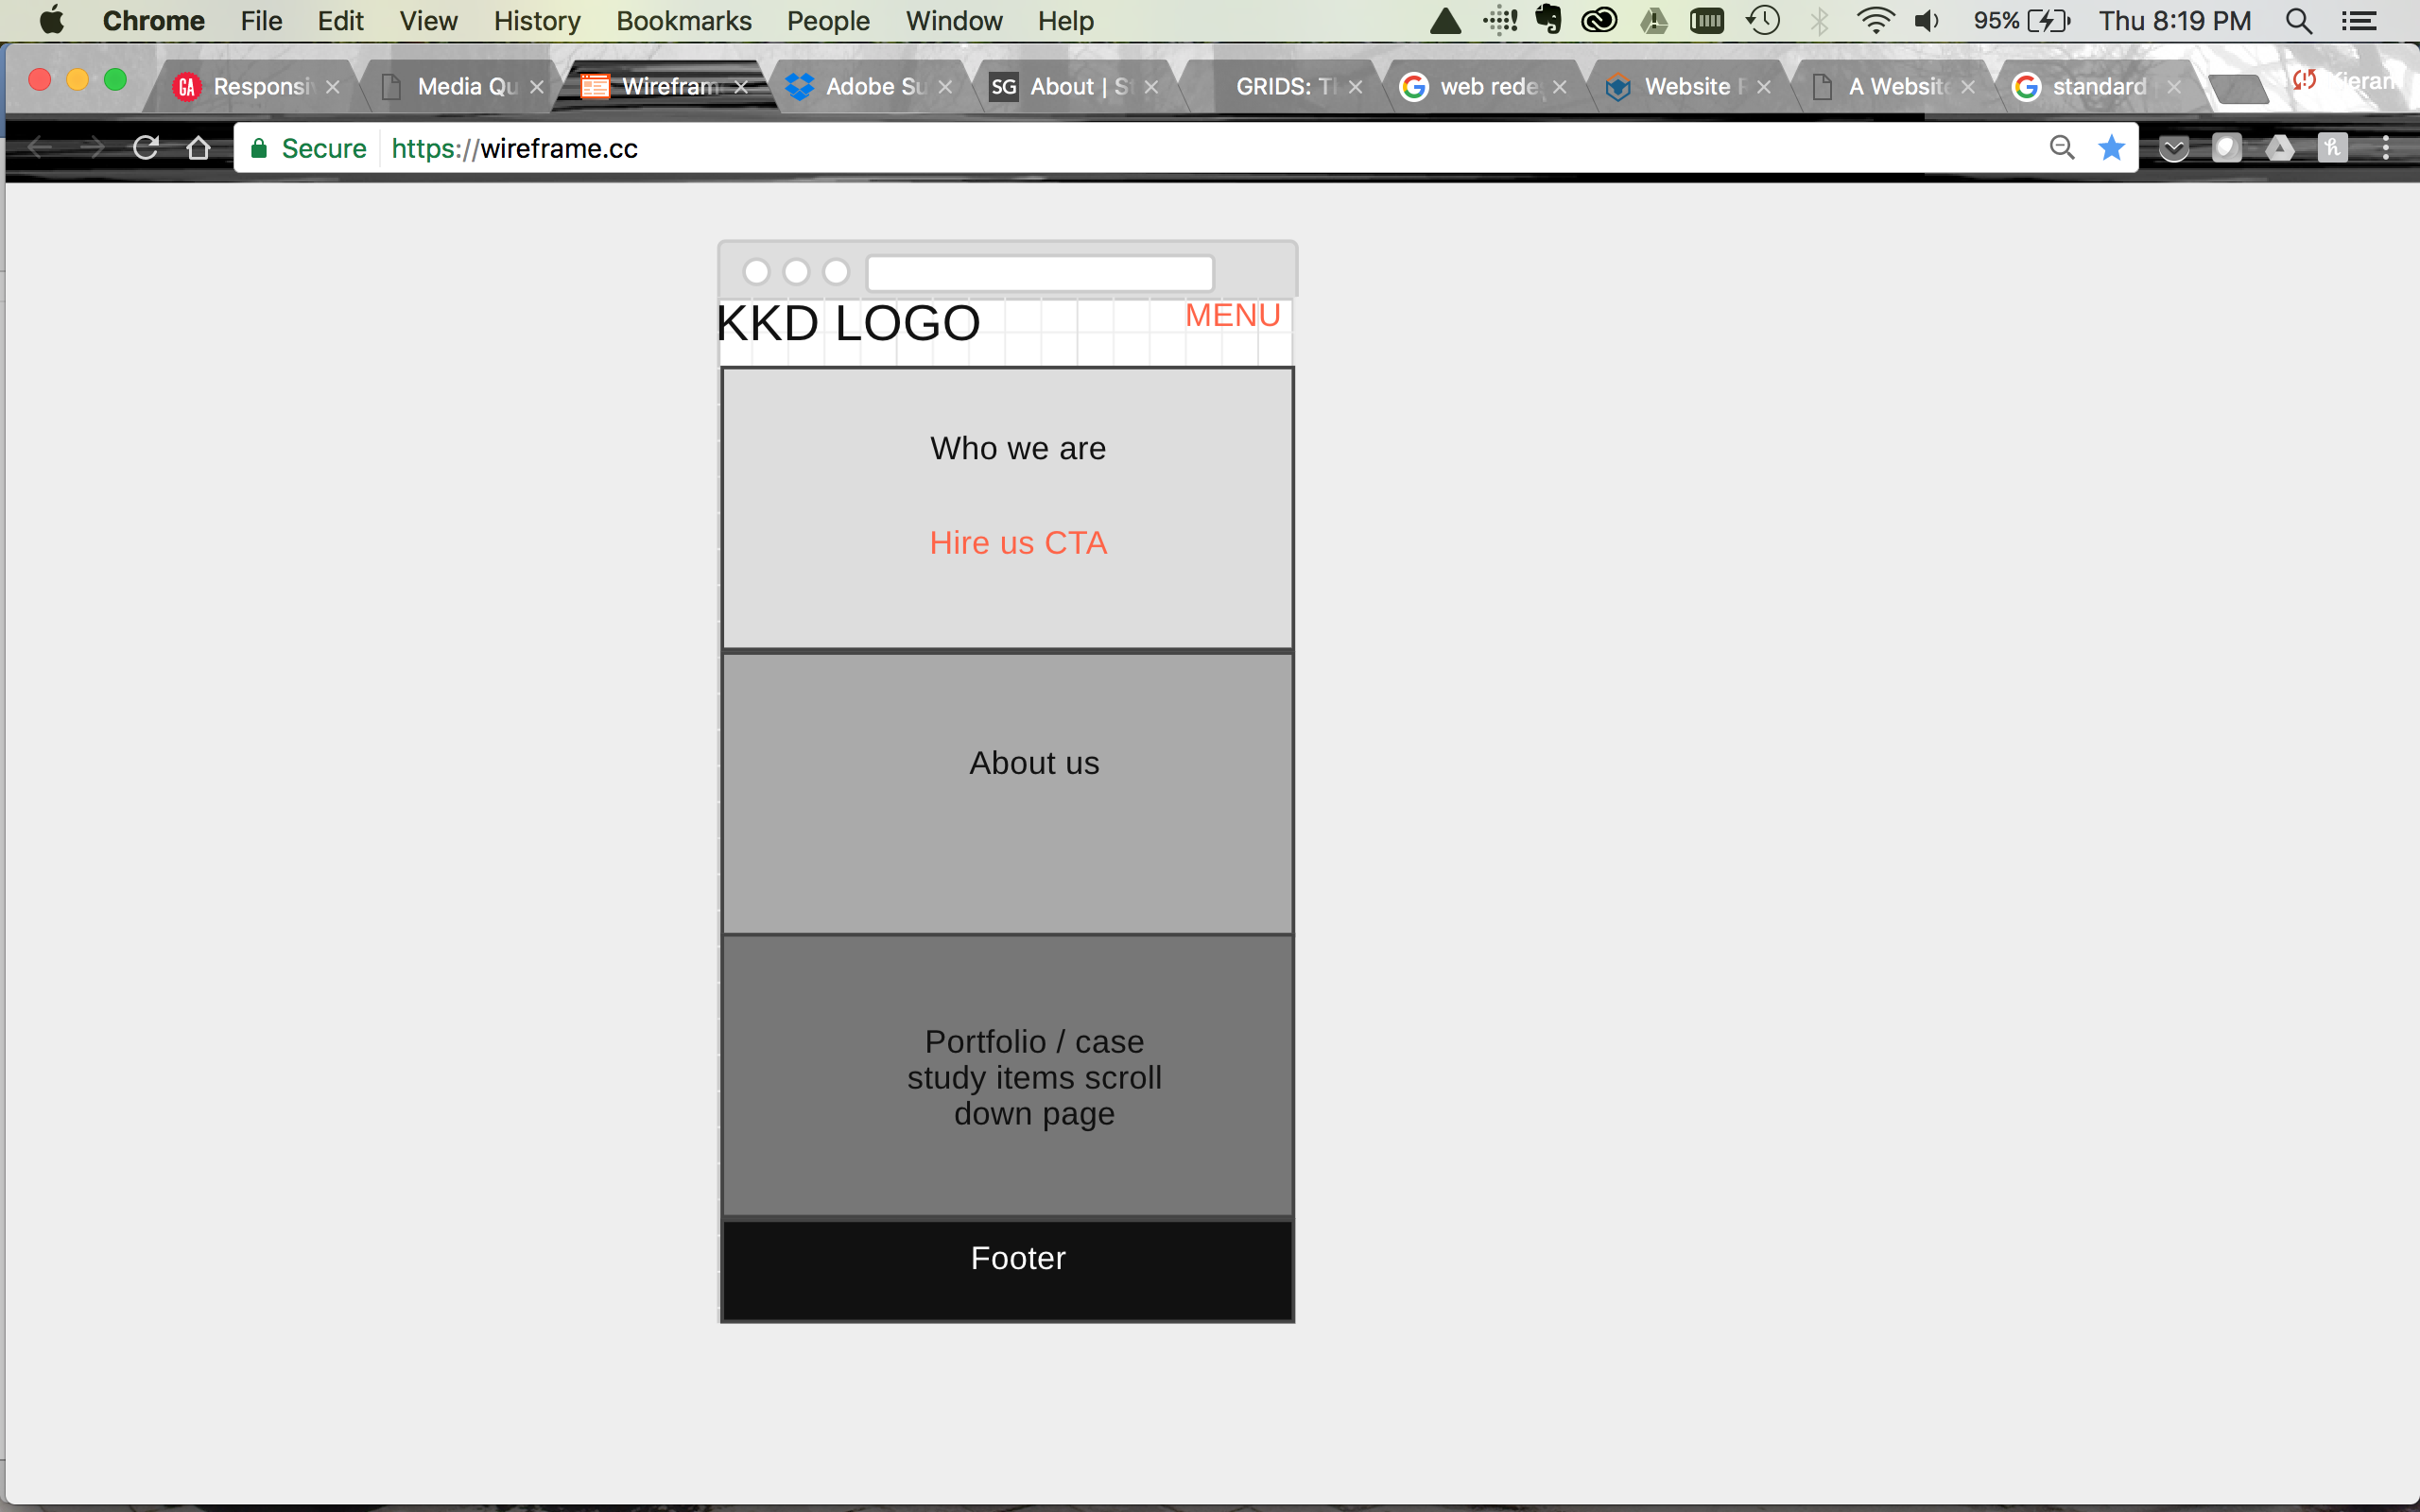 Chrome File Edit View History Bookmarks People Window Help 95% Thu 8:19 PM
GA Responsi Media Qu Wirefram Adobe Su SG About | S GRIDS: T web rede Website A Websit standard Kieran
Secure https://wireframe.cc
KKD LOGO MENU
Who we are
Hire us CTA
About us
Portfolio / case
study items scroll
down page
Footer